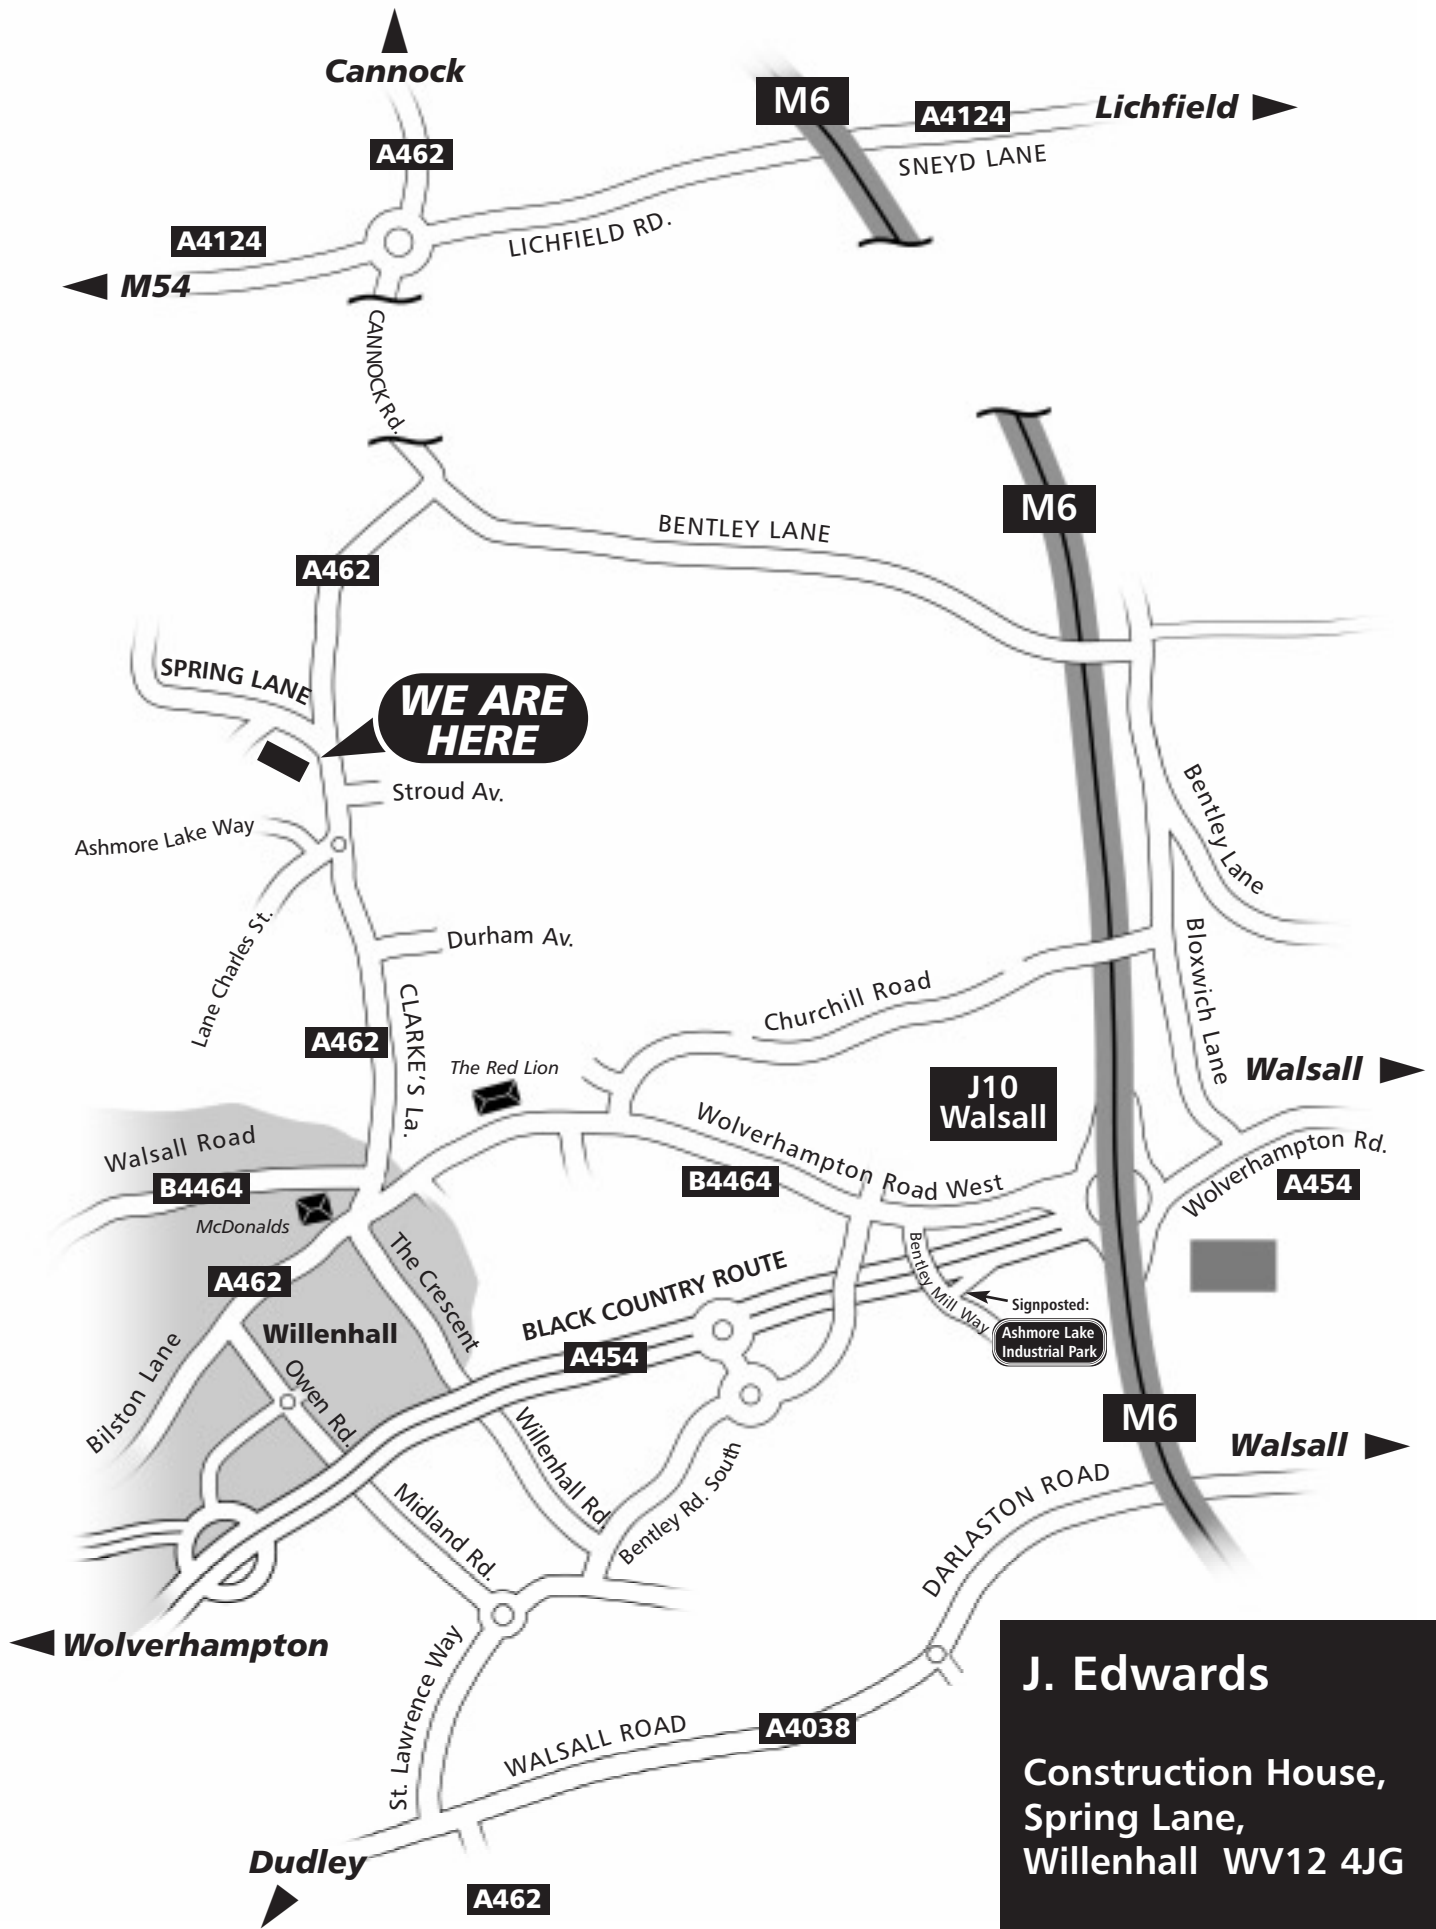 Cannock
M6
A4124
Lichfield
A462
SNEYD LANE
A4124
LICHFIELD RD.
M54
CANNOCK Rd.
M6
BENTLEY LANE
A462
SPRING LANE
WE ARE
HERE
Stroud Av.
Bentley Lane
Ashmore Lake Way
Lane Charles St.
Durham Av.
Bloxwich Lane
Churchill Road
CLARKE'S La.
A462
The Red Lion
J10
Walsall
Walsall
Walsall Road
Wolverhampton Road West
Wolverhampton Rd.
B4464
B4464
A454
McDonalds
The Crescent
Bentley Mill Way
A462
BLACK COUNTRY ROUTE
Signposted:
Ashmore Lake
Industrial Park
Willenhall
A454
Bilston Lane
Owen Rd.
M6
Willenhall Rd.
Walsall
Bentley Rd. South
Midland Rd.
DARLASTON ROAD
Wolverhampton
St. Lawrence Way
WALSALL ROAD
A4038
Dudley
A462
J. Edwards
Construction House,
Spring Lane,
Willenhall WV12 4JG